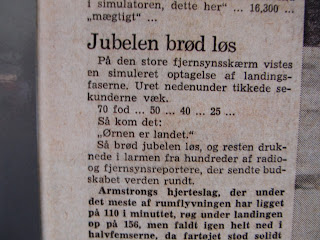 i simulatoren, dette her" ... 16,300 ...
„mægtigt" ...
Jubelen brød løs
På den store fjernsynsskærm vistes
en simuleret optagelse af landings-
faserne. Uret nedenunder tikkede se-
kunderne væk.
70 fod ... 50 ... 40 ... 25 ...
Så kom det:
„Ørnen er landet."
Så brød jubelen løs, og resten druk-
nede i larmen fra hundreder af radio-
og fjernsynsreportere, der sendte bud-
skabet verden rundt.
Armstrongs hjerteslag, der under
det meste af rumflyvningen har ligget
på 110 i minuttet, røg under landingen
op på 156, men faldt igen helt ned i
halvfemserne, da fartøjet stod solidt